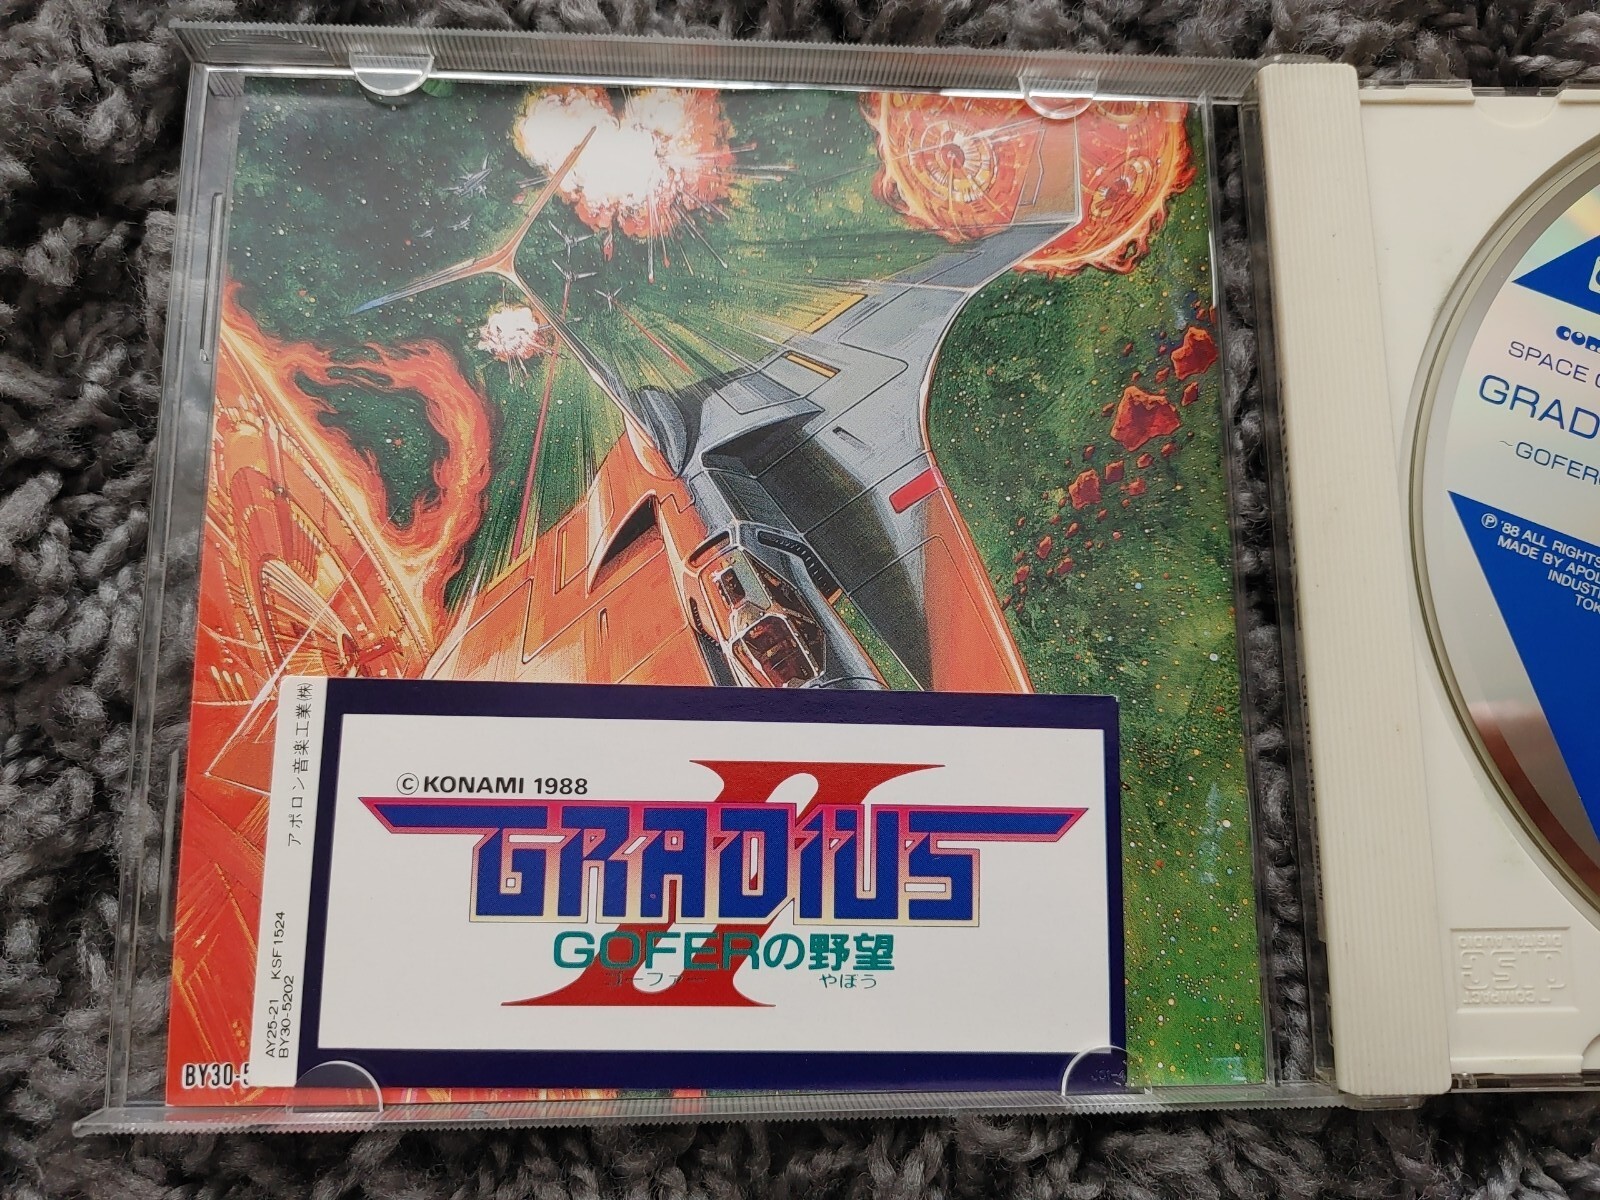 © KONAMI 1988
GRADIUS II
GOFERの野望
ゴーファー やぼう
アポロン音楽工業(株)
AY25-21 KSF1524
BY30-5202
BY30-5
SPACE
GRAD
~GOFER
Ⓟ '88 ALL RIGHTS
MADE BY APOL
INDUST
TOK
COMPACT
DIGITAL AUDIO